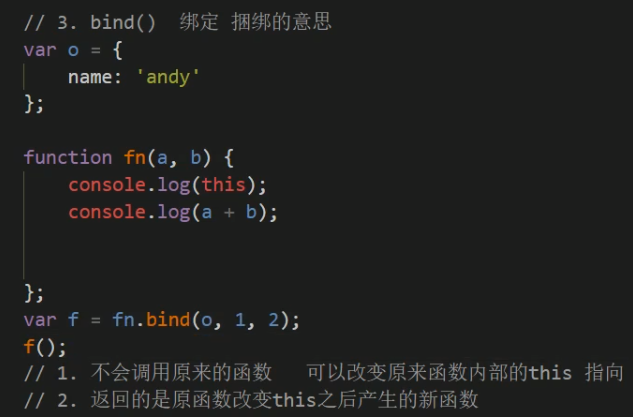 // 3. bind()  绑定 捆绑的意思
var o = {
    name: 'andy'
};
function fn(a, b) {
    console.log(this);
    console.log(a + b);
};
var f = fn.bind(o, 1, 2);
f();
// 1. 不会调用原来的函数   可以改变原来函数内部的this 指向
// 2. 返回的是原函数改变this之后产生的新函数